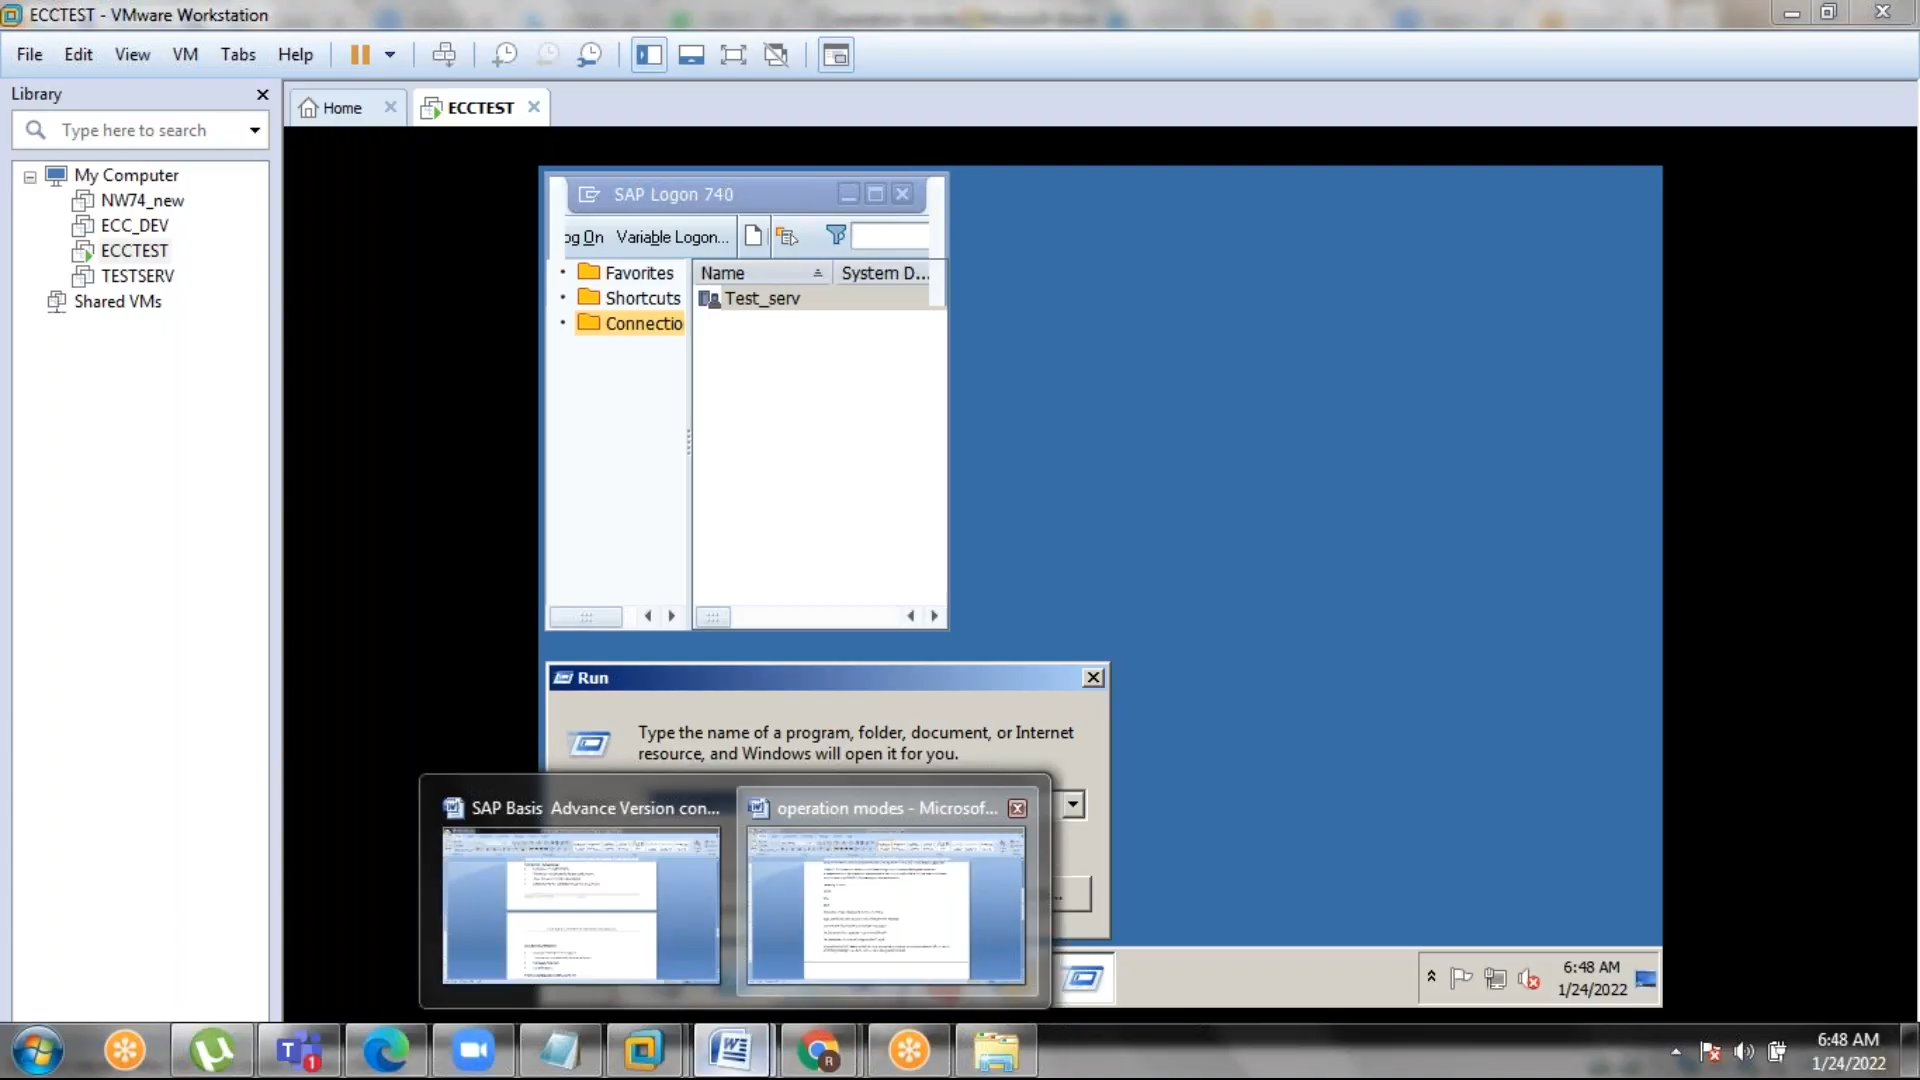 ECCTEST - VMware Workstation
File Edit View VM Tabs Help
Library
Type here to search
My Computer
NW74_new
ECC_DEV
ECCTEST
TESTSERV
Shared VMs
Home
ECCTEST
SAP Logon 740
og On Variable Logon...
Favorites
Shortcuts
Connectio
Name System D...
Test_serv
Run
Type the name of a program, folder, document, or Internet
resource, and Windows will open it for you.
SAP Basis Advance Version con...
operation modes - Microsof...
6:48 AM
1/24/2022
6:48 AM
1/24/2022